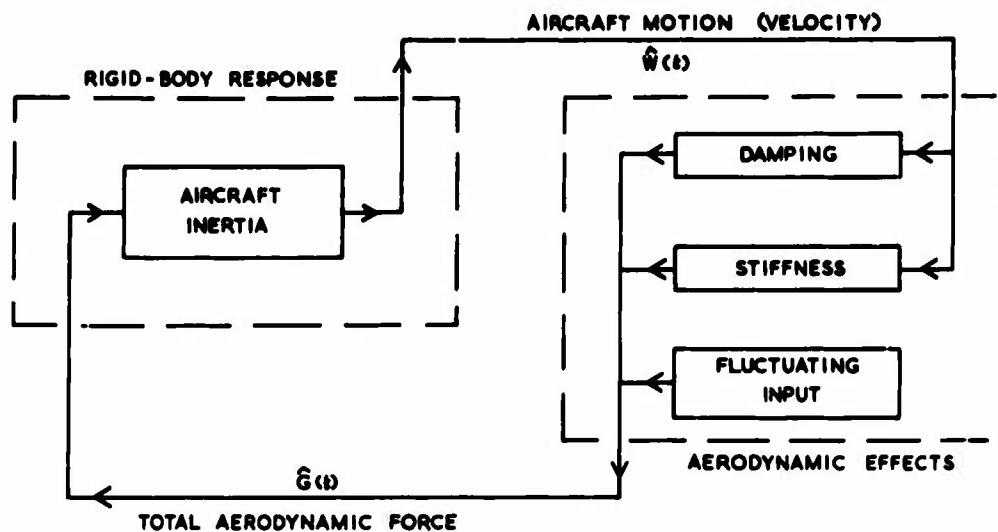 AIRCRAFT MOTION (VELOCITY)
Ŵ(t)
RIGID-BODY RESPONSE
DAMPING
AIRCRAFT
INERTIA
STIFFNESS
FLUCTUATING
INPUT
AERODYNAMIC EFFECTS
Ĝ(t)
TOTAL AERODYNAMIC FORCE